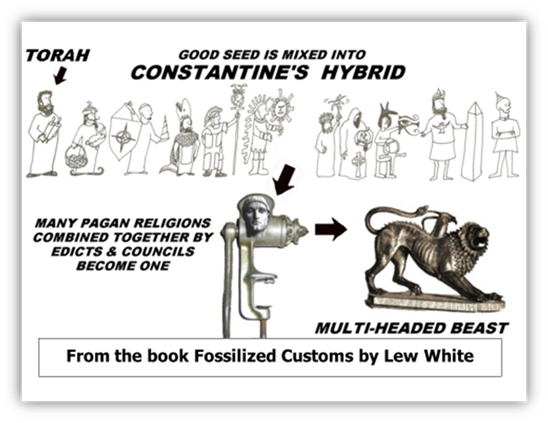 TORAH
GOOD SEED IS MIXED INTO
CONSTANTINE'S HYBRID
MANY PAGAN RELIGIONS
COMBINED TOGETHER BY
EDICTS & COUNCILS
BECOME ONE
MULTI-HEADED BEAST
From the book Fossilized Customs by Lew White